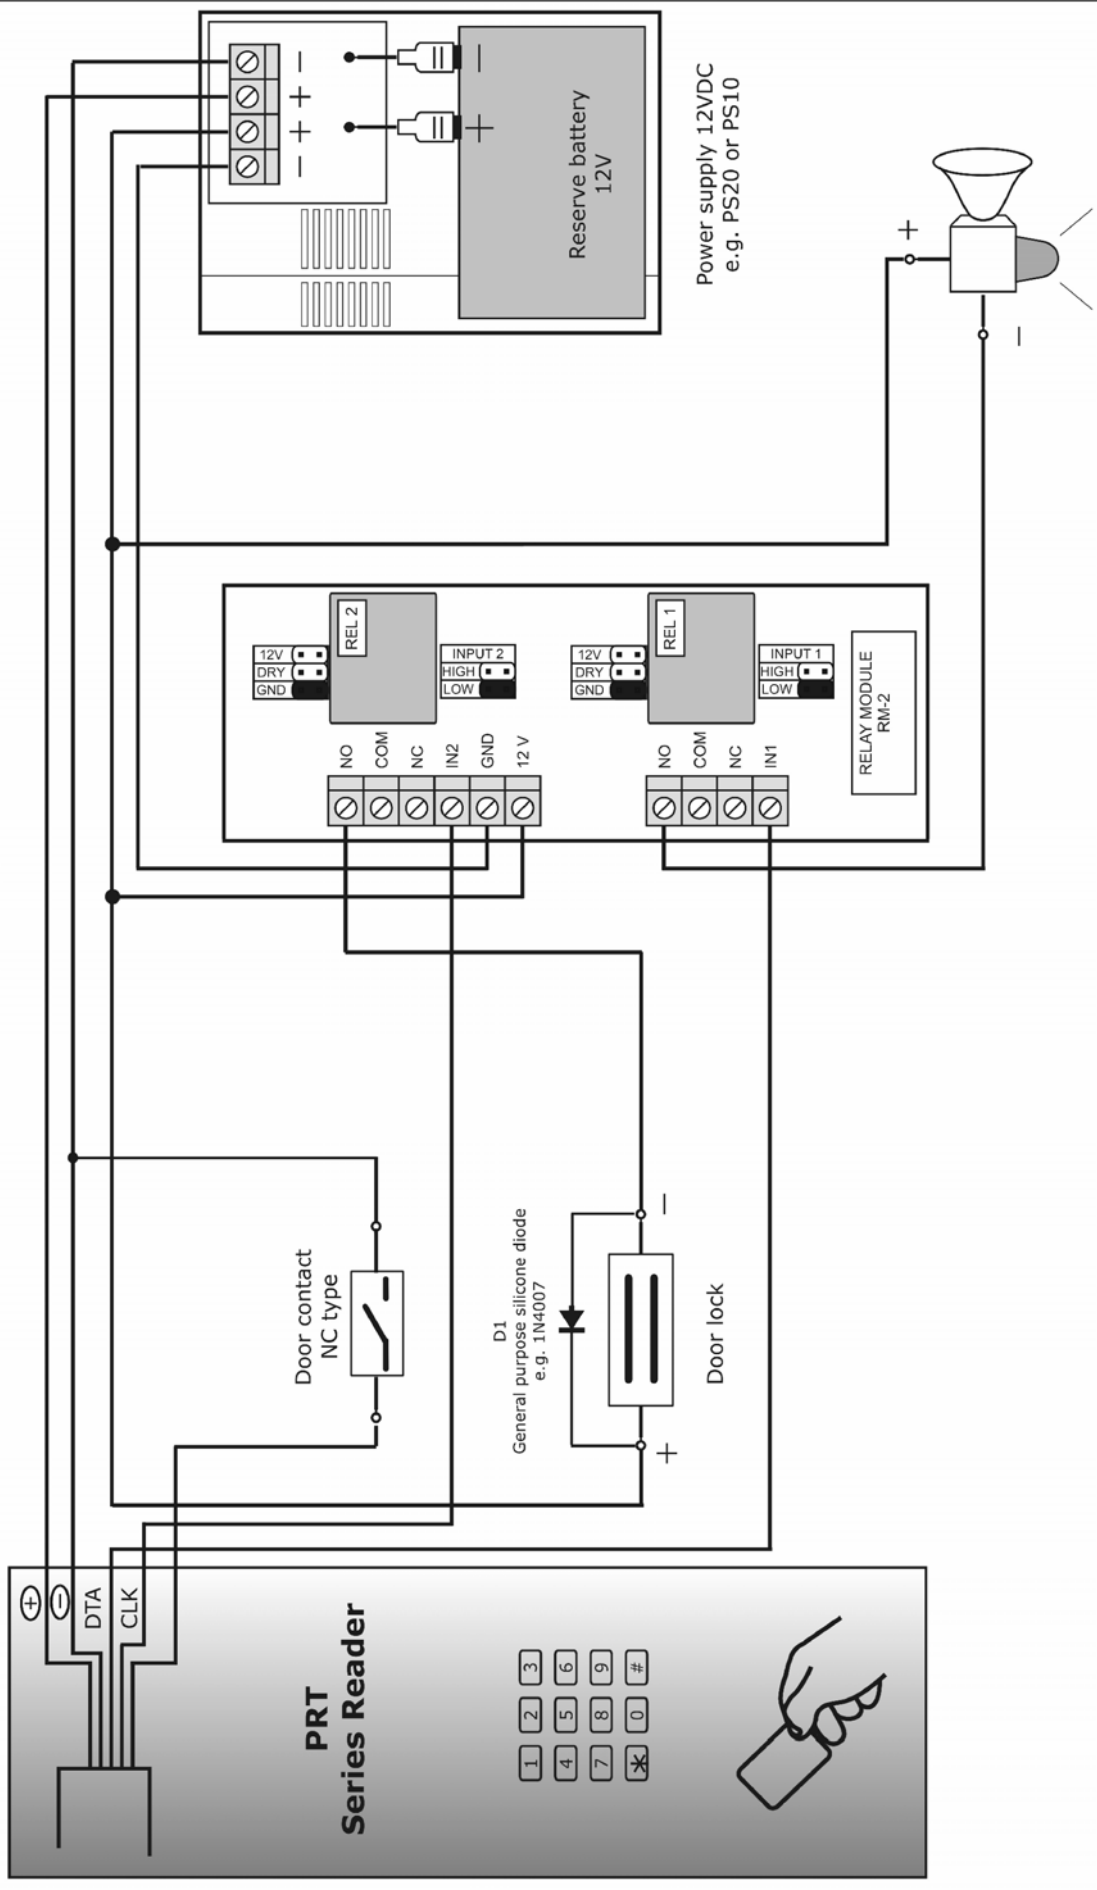 PRT
Series Reader
+
−
DTA
CLK
1 2 3
4 5 6
7 8 9
* 0 #
Door contact
NC type
D1
General purpose silicone diode
e.g. 1N4007
+
−
Door lock
NO
COM
NC
IN2
GND
12 V
12V
DRY
GND
REL 2
INPUT 2
HIGH
LOW
NO
COM
NC
IN1
12V
DRY
GND
REL 1
INPUT 1
HIGH
LOW
RELAY MODULE
RM-2
−
+
+
−
−
+
Reserve battery
12V
Power supply 12VDC
e.g. PS20 or PS10
+
−